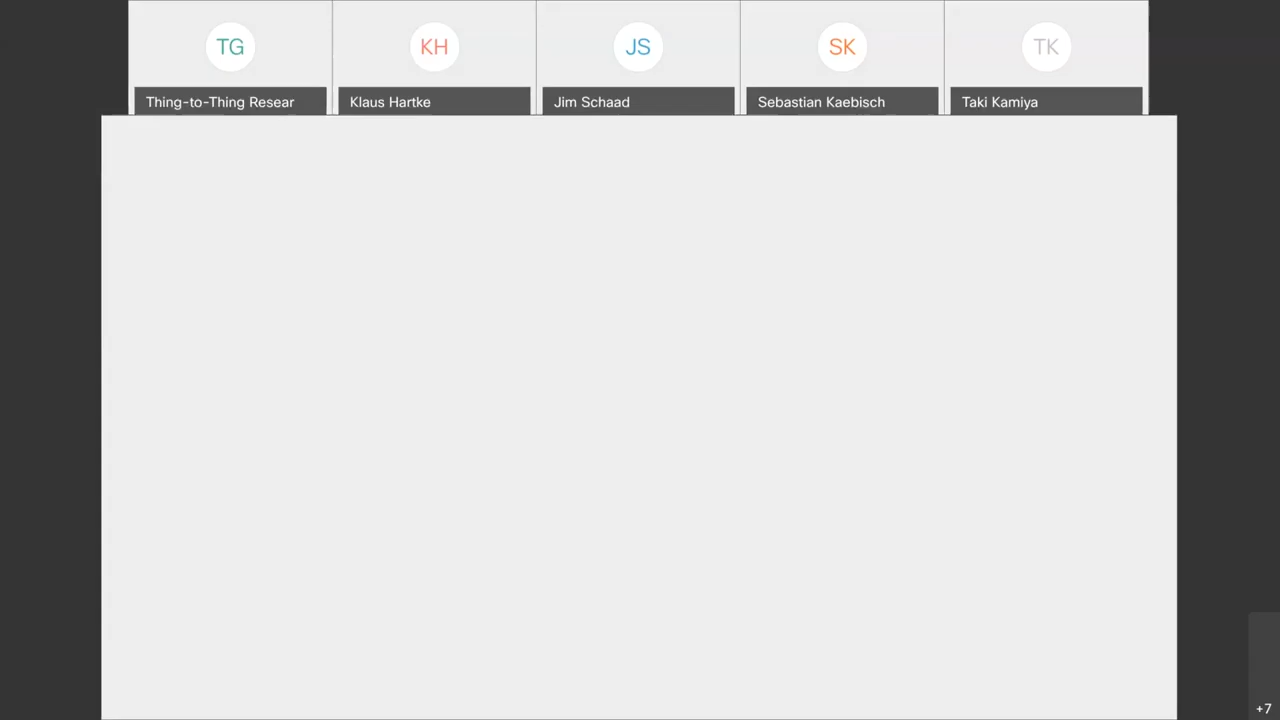 TG
KH
JS
SK
TK
Thing-to-Thing Resear
Klaus Hartke
Jim Schaad
Sebastian Kaebisch
Taki Kamiya
+7